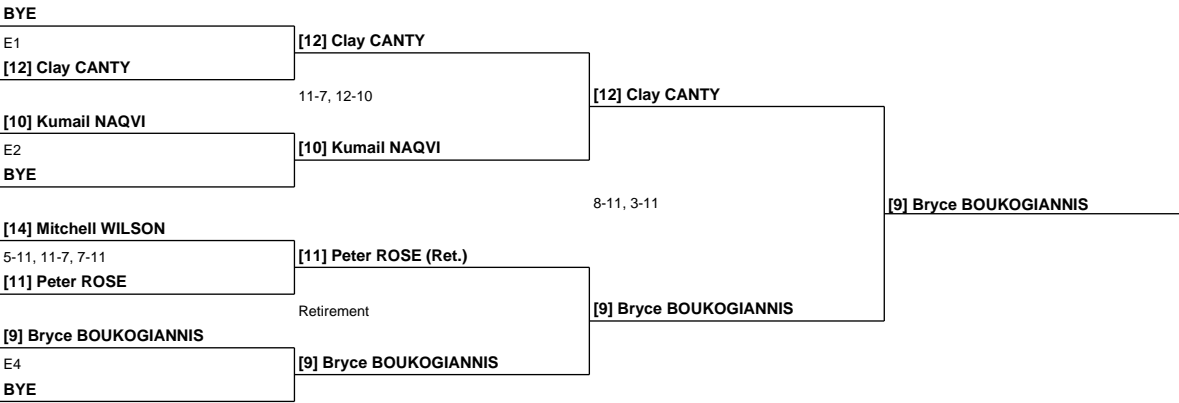 BYE
E1
[12] Clay CANTY
[12] Clay CANTY
11-7, 12-10
[12] Clay CANTY
[10] Kumail NAQVI
E2
[10] Kumail NAQVI
BYE
8-11, 3-11
[9] Bryce BOUKOGIANNIS
[14] Mitchell WILSON
5-11, 11-7, 7-11
[11] Peter ROSE (Ret.)
[11] Peter ROSE
Retirement
[9] Bryce BOUKOGIANNIS
[9] Bryce BOUKOGIANNIS
E4
[9] Bryce BOUKOGIANNIS
BYE